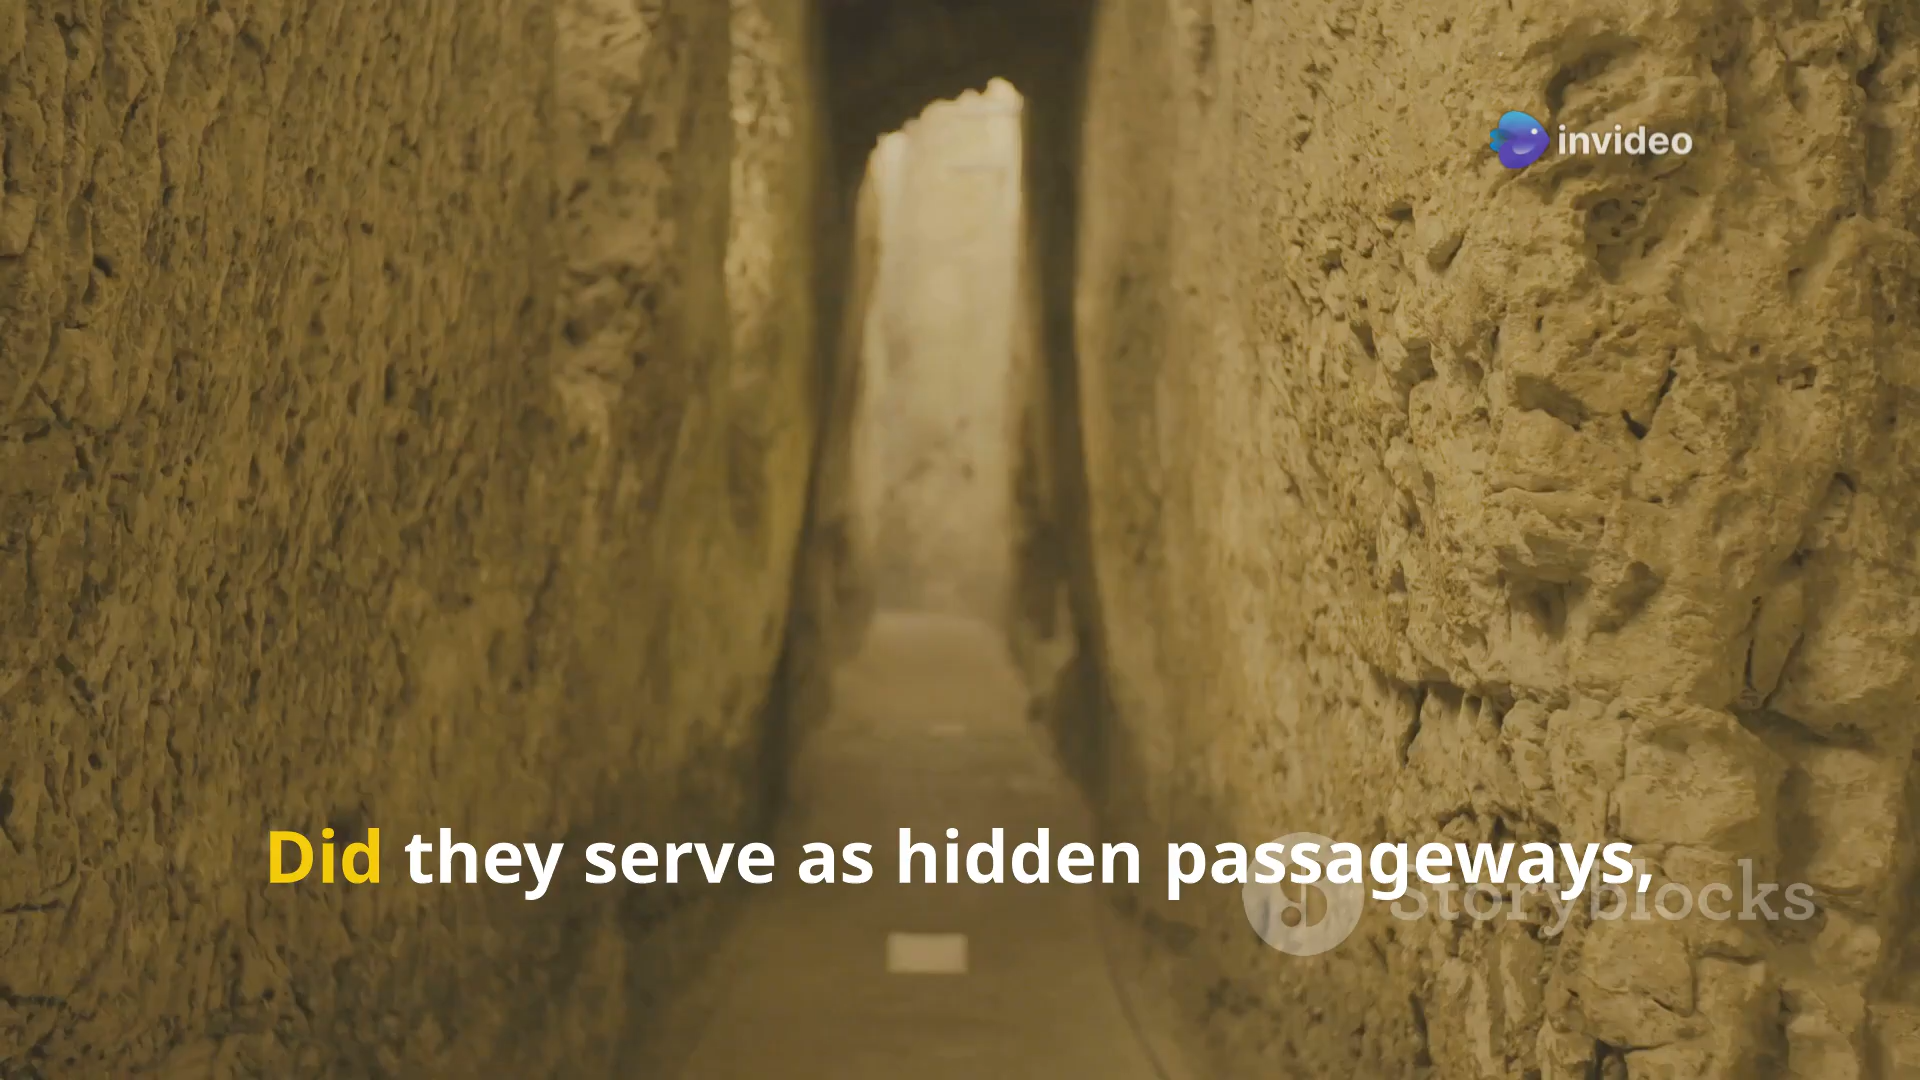 invideo
Did they serve as hidden passageways,
Storyblocks